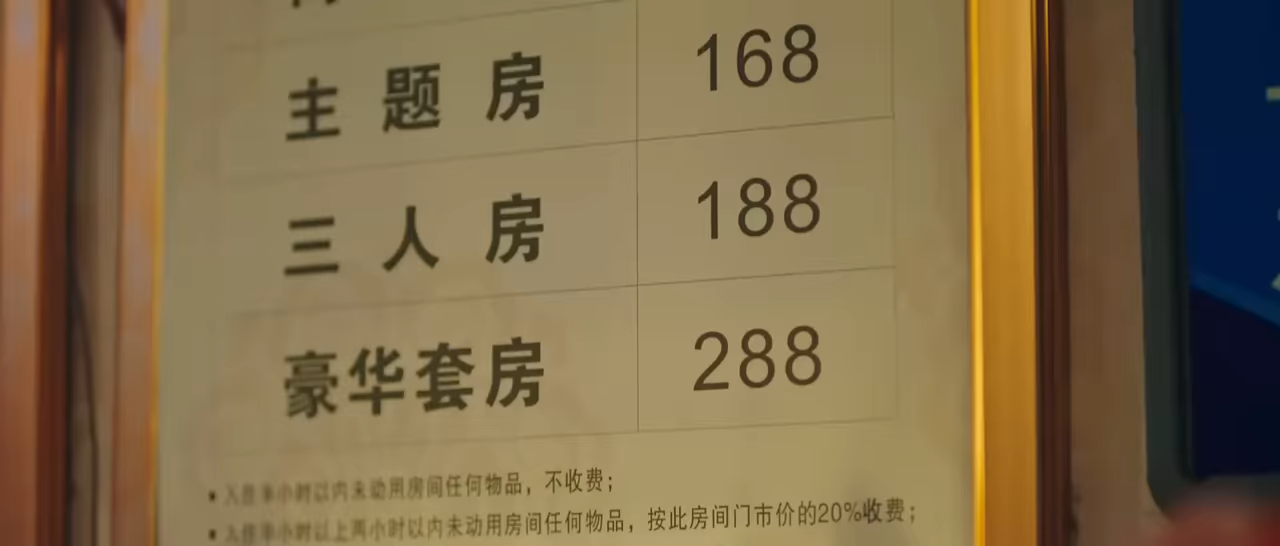 主题房 168
三人房 188
豪华套房 288
入住半小时以内未动用房间任何物品，不收费；
入住半小时以上两小时以内未动用房间任何物品，按此房间门市价的20%收费；